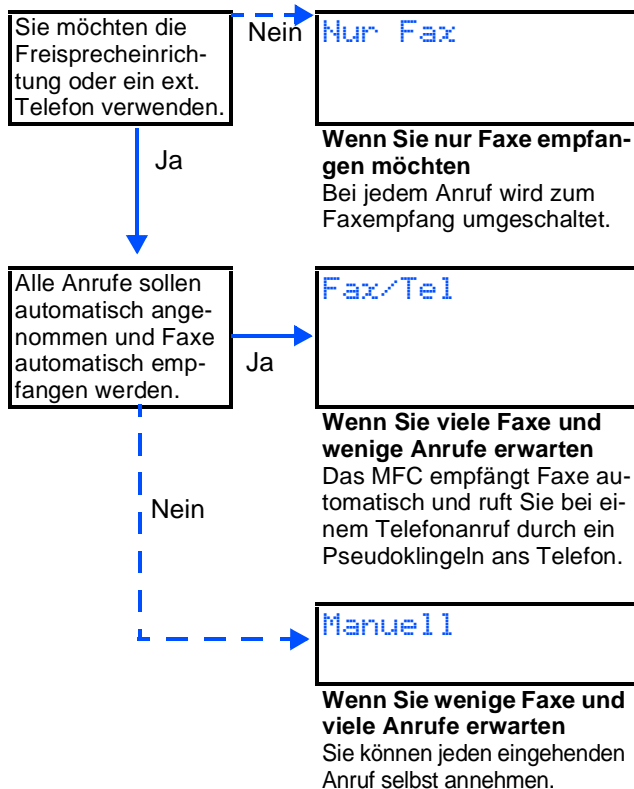 Sie möchten die
Freisprecheinrich-
tung oder ein ext.
Telefon verwenden.
Nein
Nur Fax
Wenn Sie nur Faxe empfan-
gen möchten
Bei jedem Anruf wird zum
Faxempfang umgeschaltet.
Ja
Alle Anrufe sollen
automatisch ange-
nommen und Faxe
automatisch emp-
fangen werden.
Ja
Fax/Tel
Wenn Sie viele Faxe und
wenige Anrufe erwarten
Das MFC empfängt Faxe au-
tomatisch und ruft Sie bei ei-
nem Telefonanruf durch ein
Pseudoklingeln ans Telefon.
Nein
Manuell
Wenn Sie wenige Faxe und
viele Anrufe erwarten
Sie können jeden eingehenden
Anruf selbst annehmen.